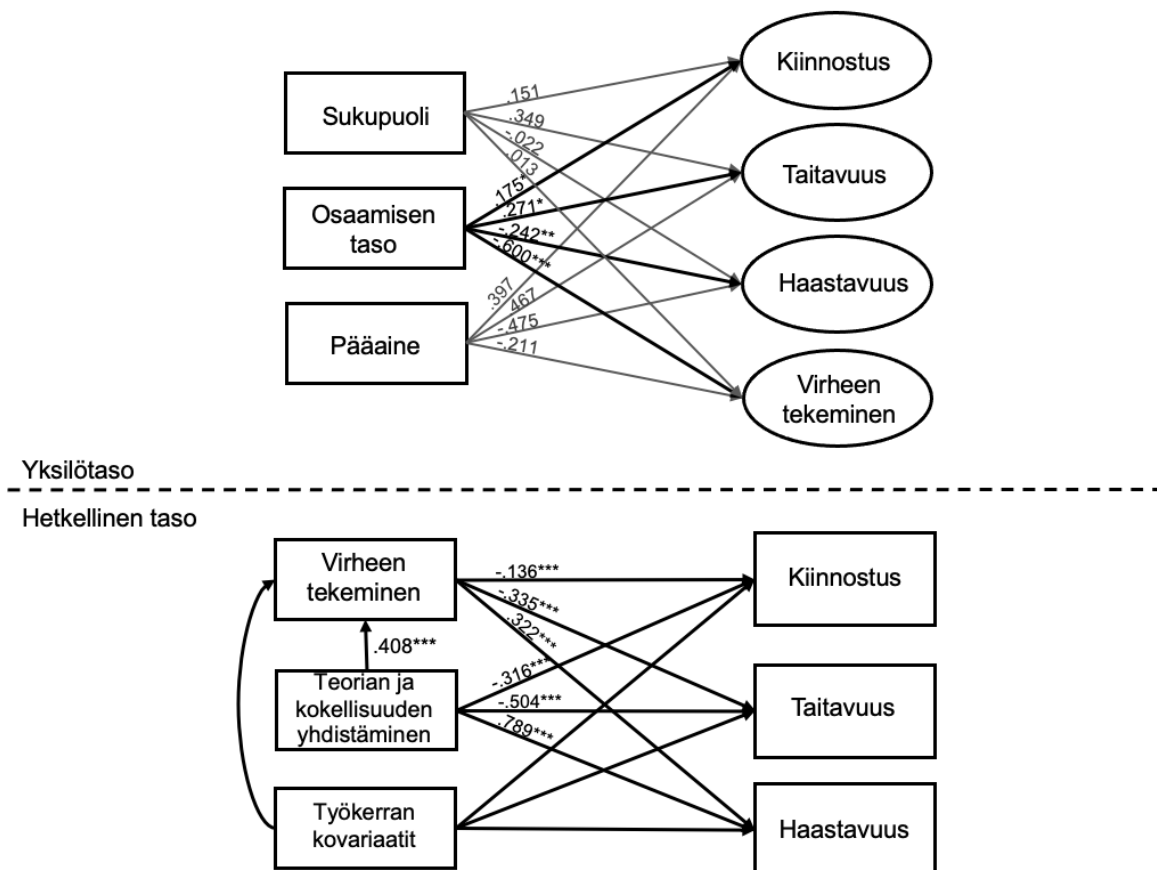 Sukupuoli
Osaamisen
taso
Pääaine
.151
.349
-.022
.013
.175*
.271*
-.242**
-.600***
.397
.467
-.475
-.211
Kiinnostus
Taitavuus
Haastavuus
Virheen
tekeminen
Yksilötaso
Hetkellinen taso
Virheen
tekeminen
.408***
Teorian ja
kokellisuuden
yhdistäminen
Työkerran
kovariaatit
-.136***
-.335***
.322***
-.316***
-.504***
.789***
Kiinnostus
Taitavuus
Haastavuus